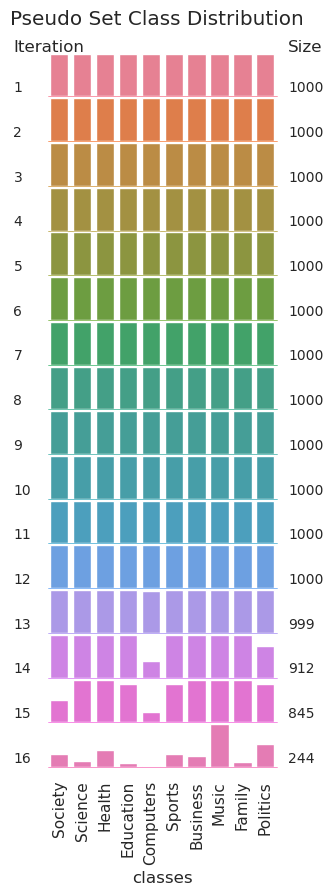 Pseudo Set Class Distribution
Iteration Size
1 1000
2 1000
3 1000
4 1000
5 1000
6 1000
7 1000
8 1000
9 1000
10 1000
11 1000
12 1000
13 999
14 912
15 845
16 244
Society
Science
Health
Education
Computers
Sports
Business
Music
Family
Politics
classes